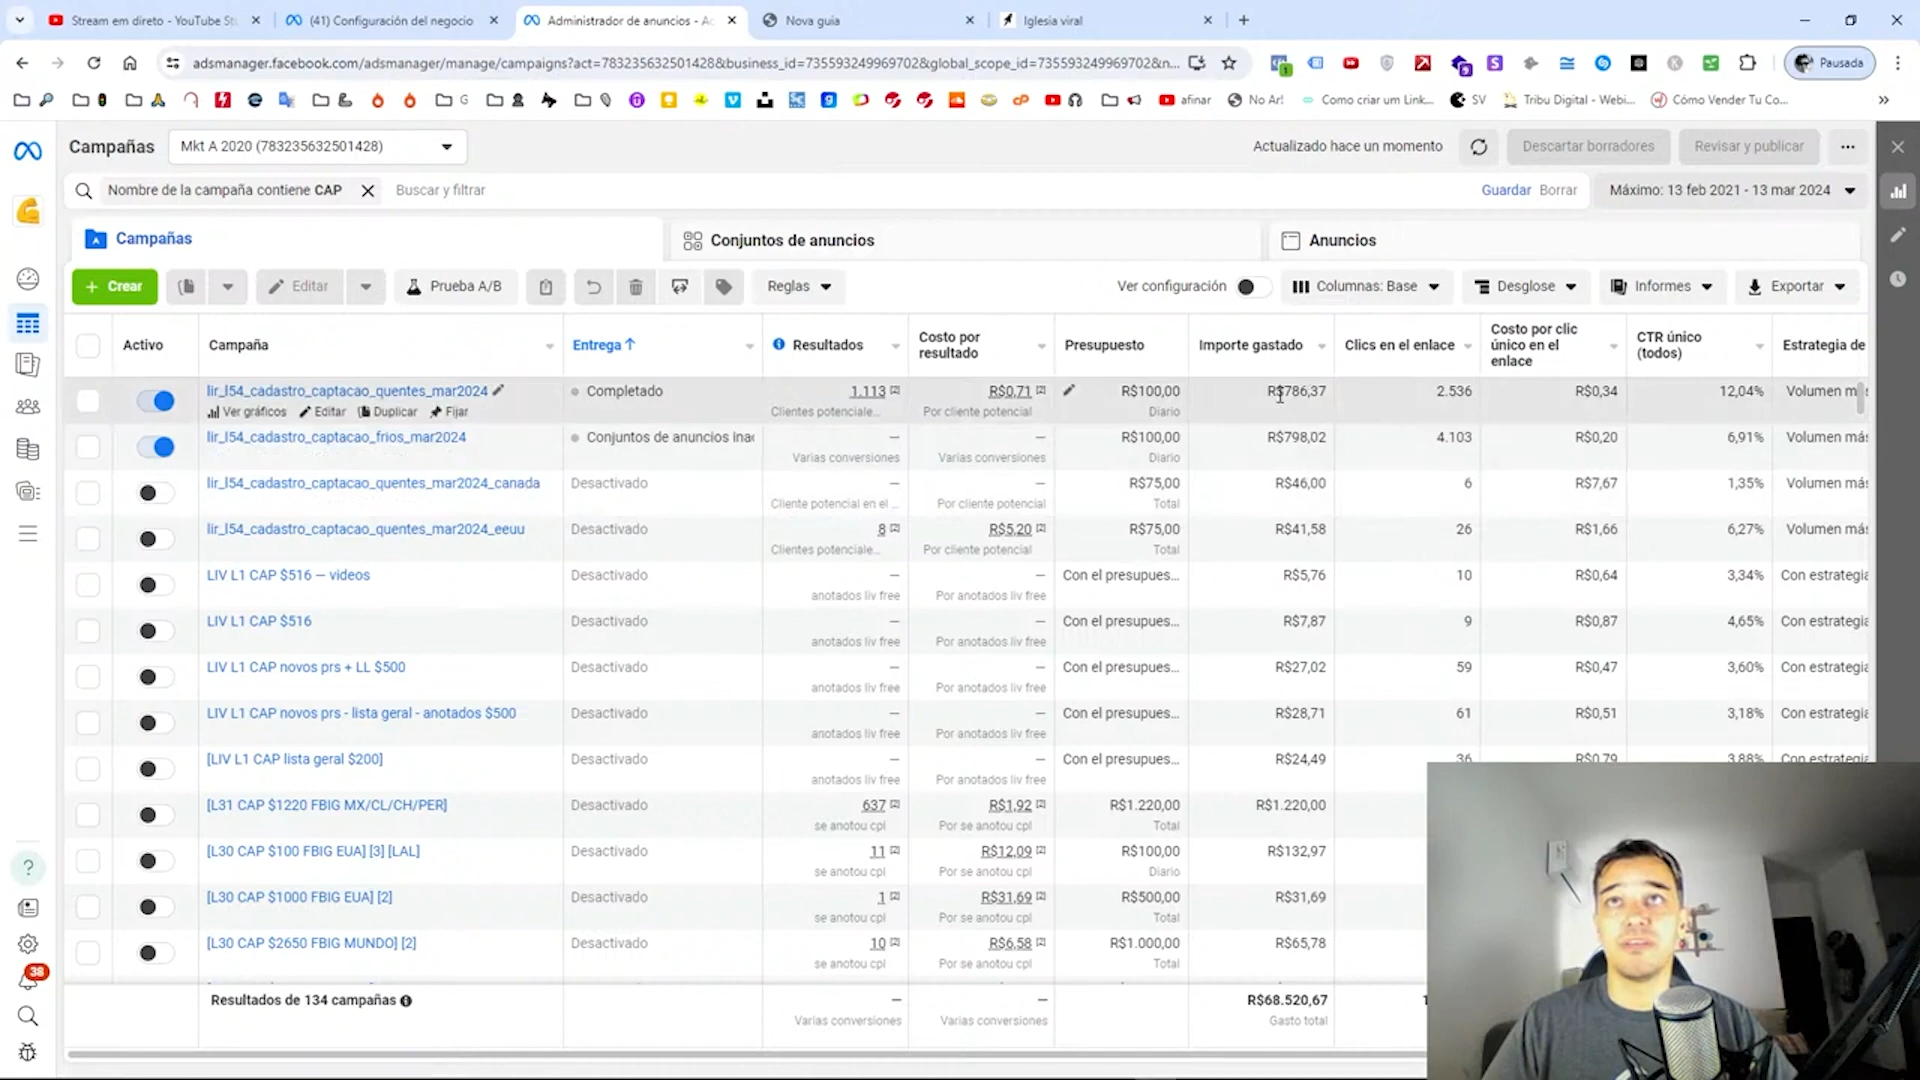 Stream em direto - YouTube St
(41) Configuración del negocio
Administrador de anuncios - Ac
Nova guia
Iglesia viral
adsmanager.facebook.com/adsmanager/manage/campaigns?act=783235632501428&business_id=735593249969702&global_scope_id=735593249969702&n...
Pausada
G
afinar
No Ar!
Como criar um Link...
SV
Tribu Digital - Webi...
Cómo Vender Tu Co...
Campañas
Mkt A 2020 (783235632501428)
Actualizado hace un momento
Descartar borradores
Revisar y publicar
Nombre de la campaña contiene CAP
Buscar y filtrar
Guardar
Borrar
Máximo: 13 feb 2021 - 13 mar 2024
Campañas
Conjuntos de anuncios
Anuncios
+ Crear
Editar
Prueba A/B
Reglas
Ver configuración
Columnas: Base
Desglose
Informes
Exportar
Activo
Campaña
Entrega ↑
Resultados
Costo por resultado
Presupuesto
Importe gastado
Clics en el enlace
Costo por clic único en el enlace
CTR único (todos)
Estrategia de
lir_l54_cadastro_captacao_quentes_mar2024
Completado
1.113 [2]
R$0,71 [2]
R$100,00
R$786,37
2.536
R$0,34
12,04%
Volumen m
Ver gráficos
Editar
Duplicar
Fijar
Clientes potenciale...
Por cliente potencial
Diario
lir_l54_cadastro_captacao_frios_mar2024
Conjuntos de anuncios inac
—
—
R$100,00
R$798,02
4.103
R$0,20
6,91%
Volumen más
Varias conversiones
Varias conversiones
Diario
lir_l54_cadastro_captacao_quentes_mar2024_canada
Desactivado
—
—
R$75,00
R$46,00
6
R$7,67
1,35%
Volumen más
Cliente potencial en el ...
Por cliente potencial
Total
lir_l54_cadastro_captacao_quentes_mar2024_eeuu
Desactivado
8 [2]
R$5,20 [2]
R$75,00
R$41,58
26
R$1,66
6,27%
Volumen más
Clientes potenciale...
Por cliente potencial
Total
LIV L1 CAP $516 — videos
Desactivado
—
—
Con el presupues...
R$5,76
10
R$0,64
3,34%
Con estrategia
anotados liv free
Por anotados liv free
LIV L1 CAP $516
Desactivado
—
—
Con el presupues...
R$7,87
9
R$0,87
4,65%
Con estrategia
anotados liv free
Por anotados liv free
LIV L1 CAP novos prs + LL $500
Desactivado
—
—
Con el presupues...
R$27,02
59
R$0,47
3,60%
Con estrategia
anotados liv free
Por anotados liv free
LIV L1 CAP novos prs - lista geral - anotados $500
Desactivado
—
—
Con el presupues...
R$28,71
61
R$0,51
3,18%
Con estrategia
anotados liv free
Por anotados liv free
[LIV L1 CAP lista geral $200]
Desactivado
—
—
Con el presupues...
R$24,49
36
R$0,79
3,88%
Con estrategia
anotados liv free
Por anotados liv free
[L31 CAP $1220 FBIG MX/CL/CH/PER]
Desactivado
637 [2]
R$1,92 [2]
R$1.220,00
R$1.220,00
se anotou cpl
Por se anotou cpl
Total
[L30 CAP $100 FBIG EUA] [3] [LAL]
Desactivado
11 [2]
R$12,09 [2]
R$100,00
R$132,97
se anotou cpl
Por se anotou cpl
Diario
[L30 CAP $1000 FBIG EUA] [2]
Desactivado
1 [2]
R$31,69 [2]
R$500,00
R$31,69
se anotou cpl
Por se anotou cpl
Total
[L30 CAP $2650 FBIG MUNDO] [2]
Desactivado
10 [2]
R$6,58 [2]
R$1.000,00
R$65,78
se anotou cpl
Por se anotou cpl
Total
38
Resultados de 134 campañas
—
—
R$68.520,67
Varias conversiones
Varias conversiones
Gasto total